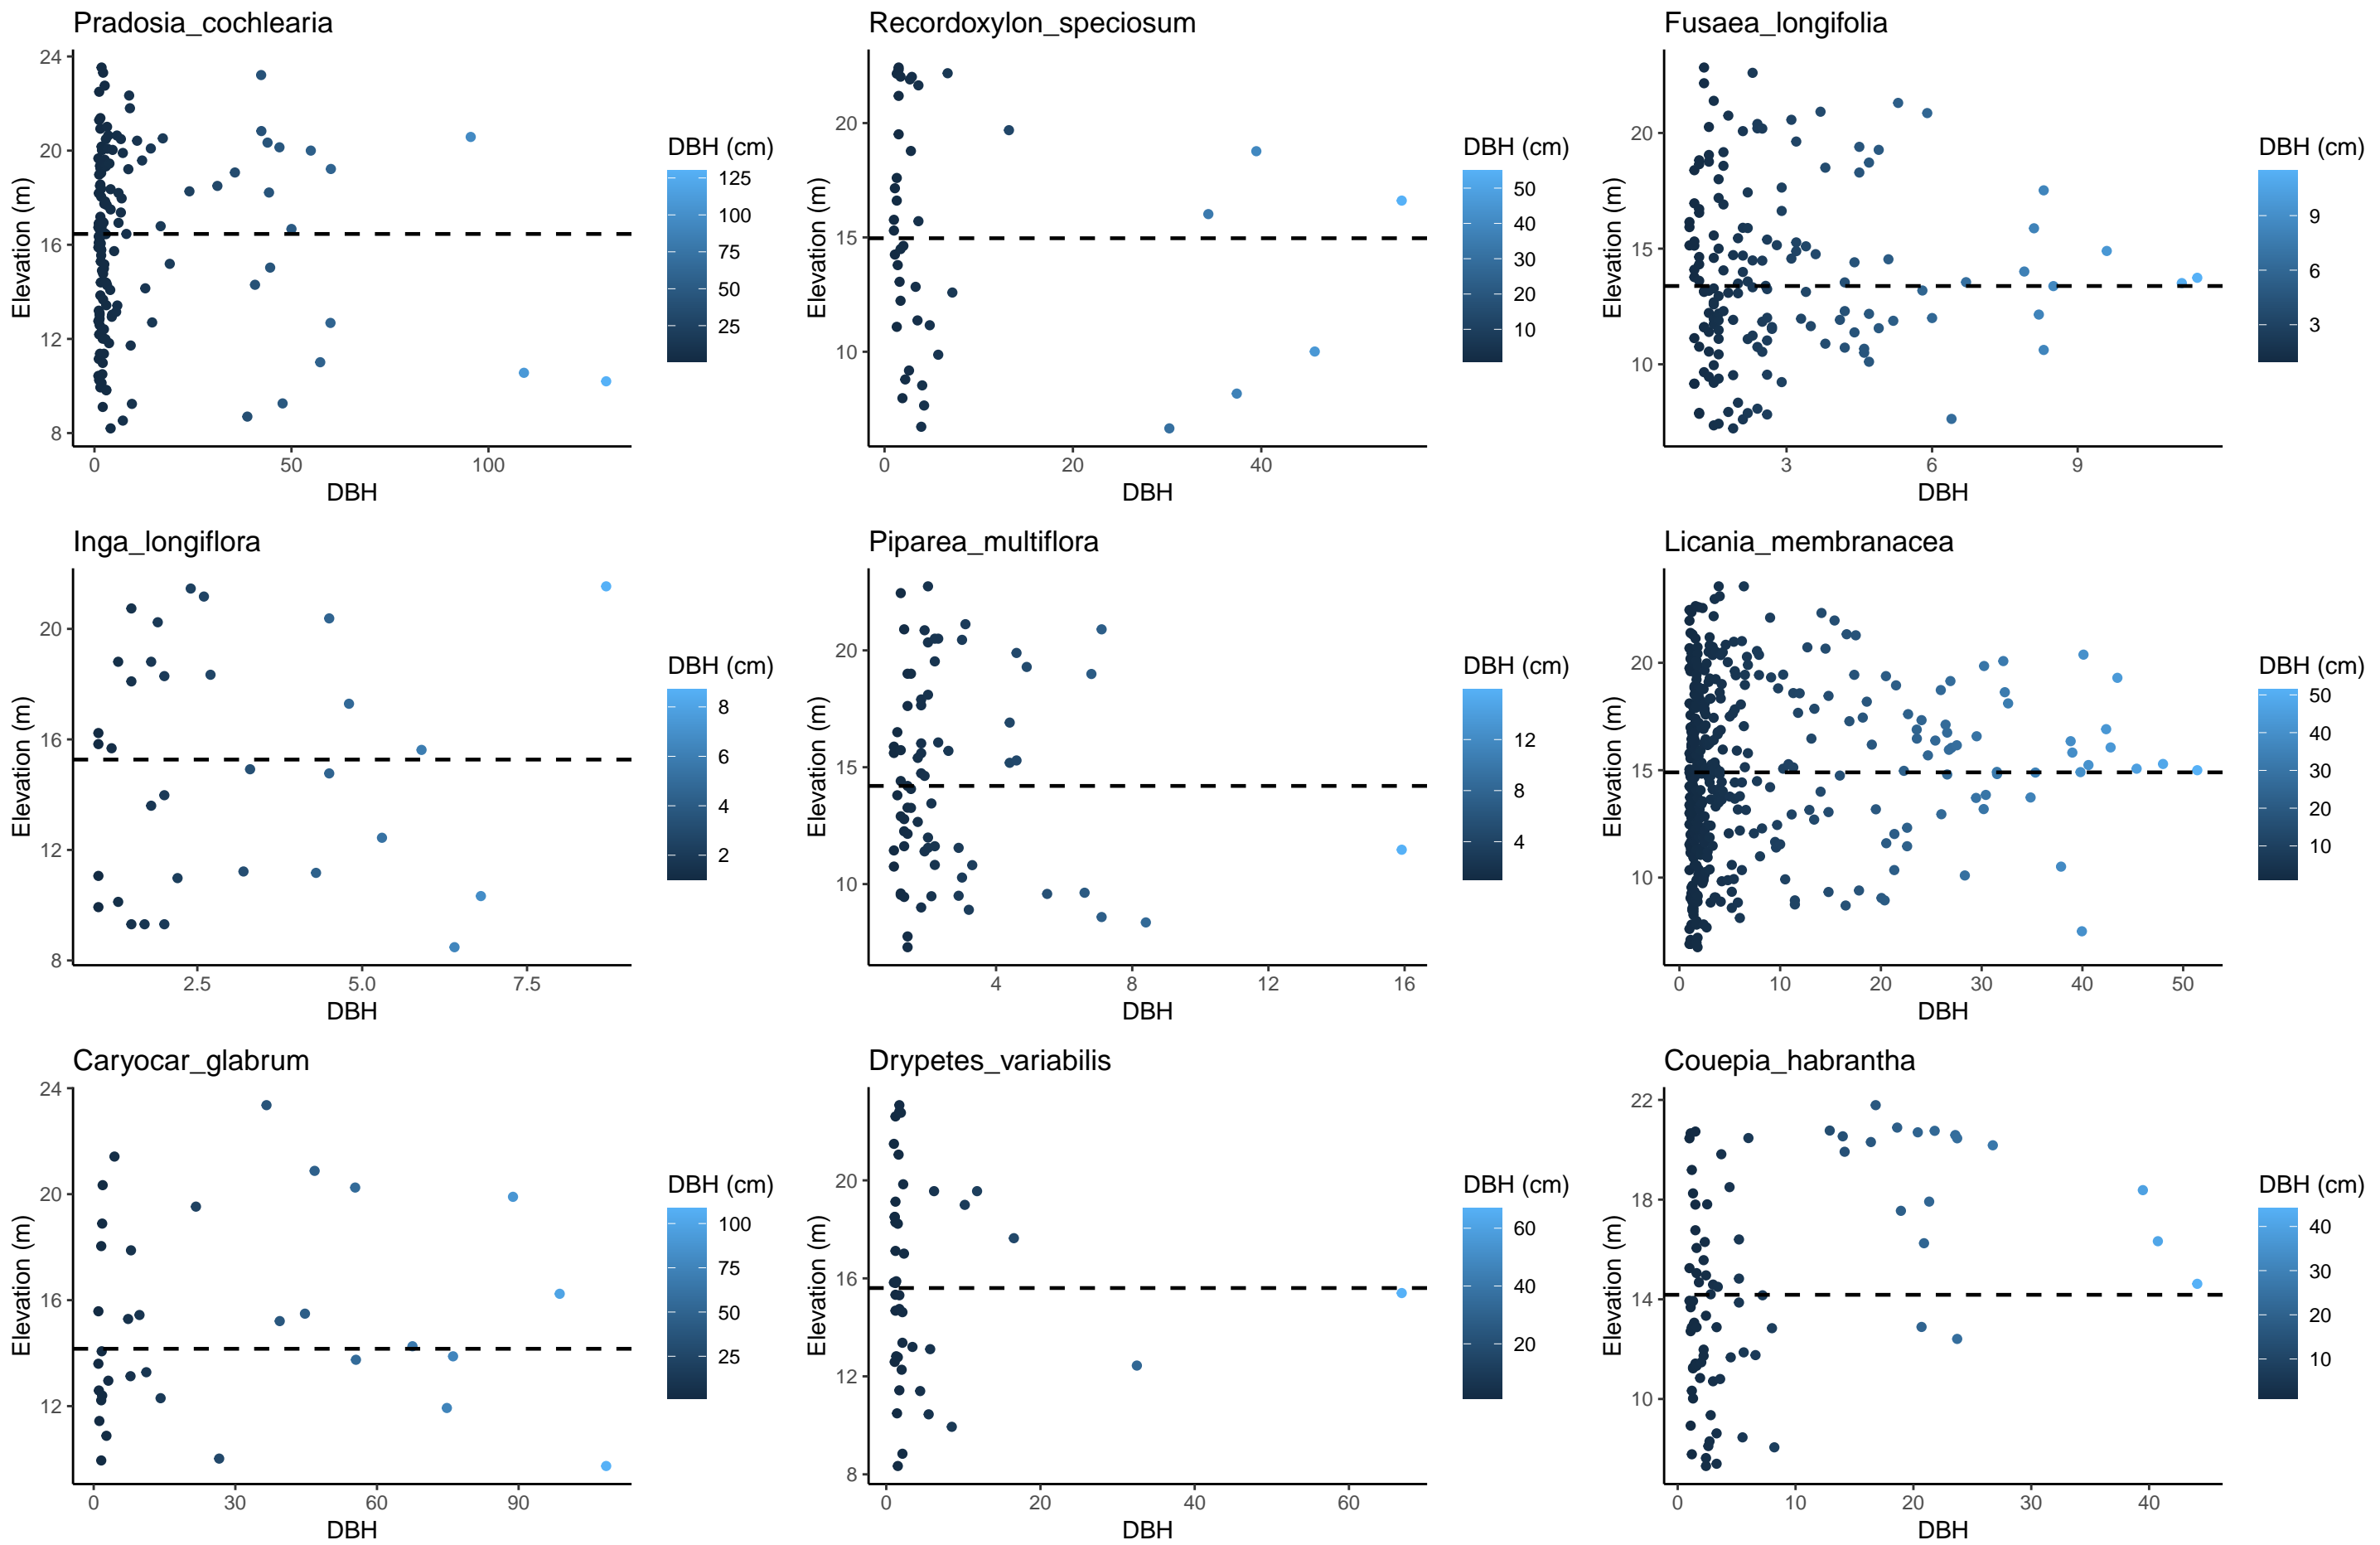 Pradosia_cochlearia
Elevation (m)
24
20
16
12
8
0 50 100
DBH
DBH (cm)
125
100
75
50
25
Recordoxylon_speciosum
Elevation (m)
20
15
10
0 20 40
DBH
DBH (cm)
50
40
30
20
10
Fusaea_longifolia
Elevation (m)
20
15
10
3 6 9
DBH
DBH (cm)
9
6
3
Inga_longiflora
Elevation (m)
20
16
12
8
2.5 5.0 7.5
DBH
DBH (cm)
8
6
4
2
Piparea_multiflora
Elevation (m)
20
15
10
4 8 12 16
DBH
DBH (cm)
12
8
4
Licania_membranacea
Elevation (m)
20
15
10
0 10 20 30 40 50
DBH
DBH (cm)
50
40
30
20
10
Caryocar_glabrum
Elevation (m)
24
20
16
12
0 30 60 90
DBH
DBH (cm)
100
75
50
25
Drypetes_variabilis
Elevation (m)
20
16
12
8
0 20 40 60
DBH
DBH (cm)
60
40
20
Couepia_habrantha
Elevation (m)
22
18
14
10
0 10 20 30 40
DBH
DBH (cm)
40
30
20
10